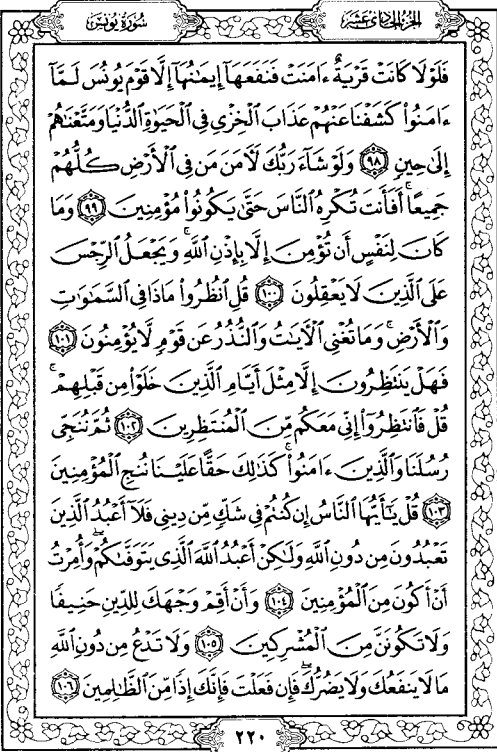 الجزء الحادى عشر
سورة يونس
فَلَوْلَا كَانَتْ قَرْيَةٌ ءَامَنَتْ فَنَفَعَهَآ إِيمَٰنُهَآ إِلَّا قَوْمَ يُونُسَ لَمَّآ
ءَامَنُوا۟ كَشَفْنَا عَنْهُمْ عَذَابَ ٱلْخِزْىِ فِى ٱلْحَيَوٰةِ ٱلدُّنْيَا وَمَتَّعْنَٰهُمْ
إِلَىٰ حِينٍ ٩٨ وَلَوْ شَآءَ رَبُّكَ لَءَامَنَ مَن فِى ٱلْأَرْضِ كُلُّهُمْ
جَمِيعًا ۚ أَفَأَنتَ تُكْرِهُ ٱلنَّاسَ حَتَّىٰ يَكُونُوا۟ مُؤْمِنِينَ ٩٩ وَمَا
كَانَ لِنَفْسٍ أَن تُؤْمِنَ إِلَّا بِإِذْنِ ٱللَّهِ ۚ وَيَجْعَلُ ٱلرِّجْسَ
عَلَى ٱلَّذِينَ لَا يَعْقِلُونَ ١٠٠ قُلِ ٱنظُرُوا۟ مَاذَا فِى ٱلسَّمَٰوَٰتِ
وَٱلْأَرْضِ ۚ وَمَا تُغْنِى ٱلْءَايَٰتُ وَٱلنُّذُرُ عَن قَوْمٍ لَّا يُؤْمِنُونَ ١٠١
فَهَلْ يَنتَظِرُونَ إِلَّا مِثْلَ أَيَّامِ ٱلَّذِينَ خَلَوْا۟ مِن قَبْلِهِمْ ۚ
قُلْ فَٱنتَظِرُوٓا۟ إِنِّى مَعَكُم مِّنَ ٱلْمُنتَظِرِينَ ١٠٢ ثُمَّ نُنَجِّى
رُسُلَنَا وَٱلَّذِينَ ءَامَنُوا۟ ۚ كَذَٰلِكَ حَقًّا عَلَيْنَا نُنجِ ٱلْمُؤْمِنِينَ
١٠٣ قُلْ يَٰٓأَيُّهَا ٱلنَّاسُ إِن كُنتُمْ فِى شَكٍّ مِّن دِينِى فَلَآ أَعْبُدُ ٱلَّذِينَ
تَعْبُدُونَ مِن دُونِ ٱللَّهِ وَلَٰكِنْ أَعْبُدُ ٱللَّهَ ٱلَّذِى يَتَوَفَّىٰكُمْ ۖ وَأُمِرْتُ
أَنْ أَكُونَ مِنَ ٱلْمُؤْمِنِينَ ١٠٤ وَأَنْ أَقِمْ وَجْهَكَ لِلدِّينِ حَنِيفًا
وَلَا تَكُونَنَّ مِنَ ٱلْمُشْرِكِينَ ١٠٥ وَلَا تَدْعُ مِن دُونِ ٱللَّهِ
مَا لَا يَنفَعُكَ وَلَا يَضُرُّكَ ۖ فَإِن فَعَلْتَ فَإِنَّكَ إِذًا مِّنَ ٱلظَّٰلِمِينَ ١٠٦
٢٢٠